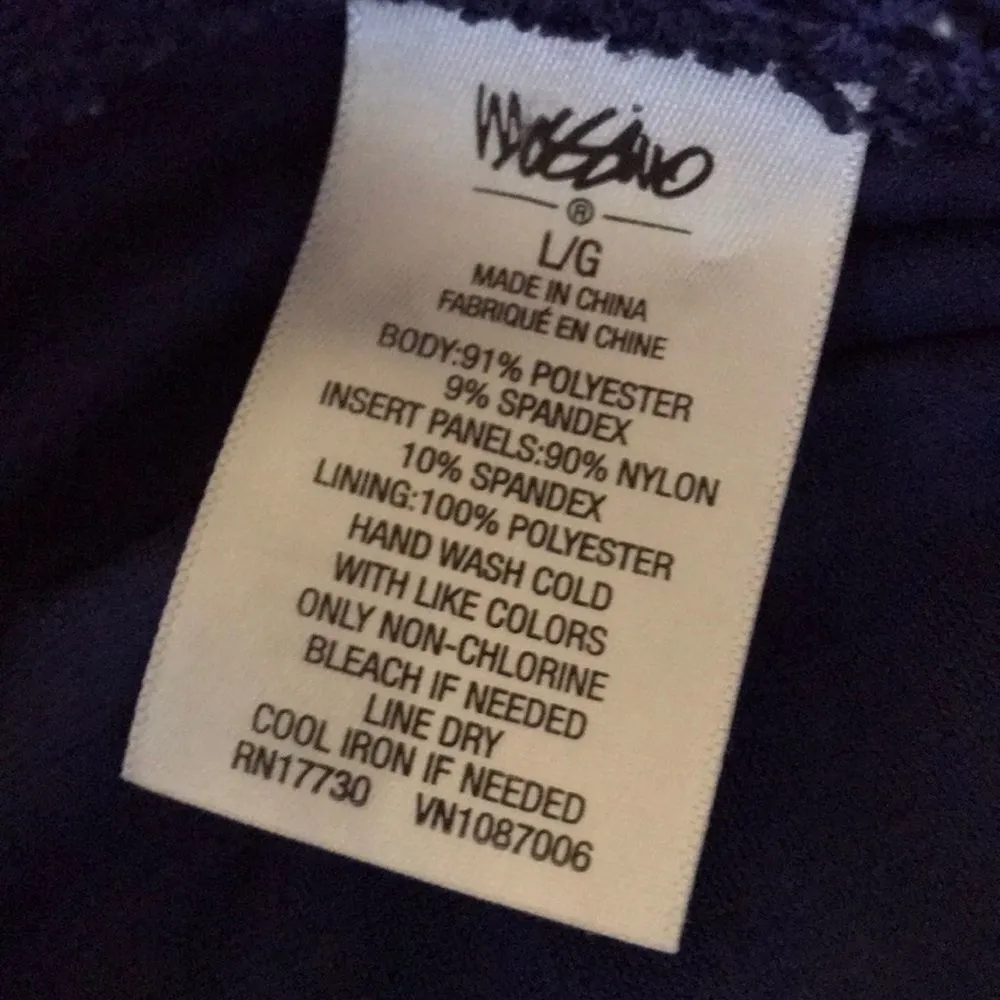 Mossimo
®
L/G
MADE IN CHINA
FABRIQUÉ EN CHINE
BODY:91% POLYESTER
9% SPANDEX
INSERT PANELS:90% NYLON
10% SPANDEX
LINING:100% POLYESTER
HAND WASH COLD
WITH LIKE COLORS
ONLY NON-CHLORINE
BLEACH IF NEEDED
LINE DRY
COOL IRON IF NEEDED
RN17730 VN1087006